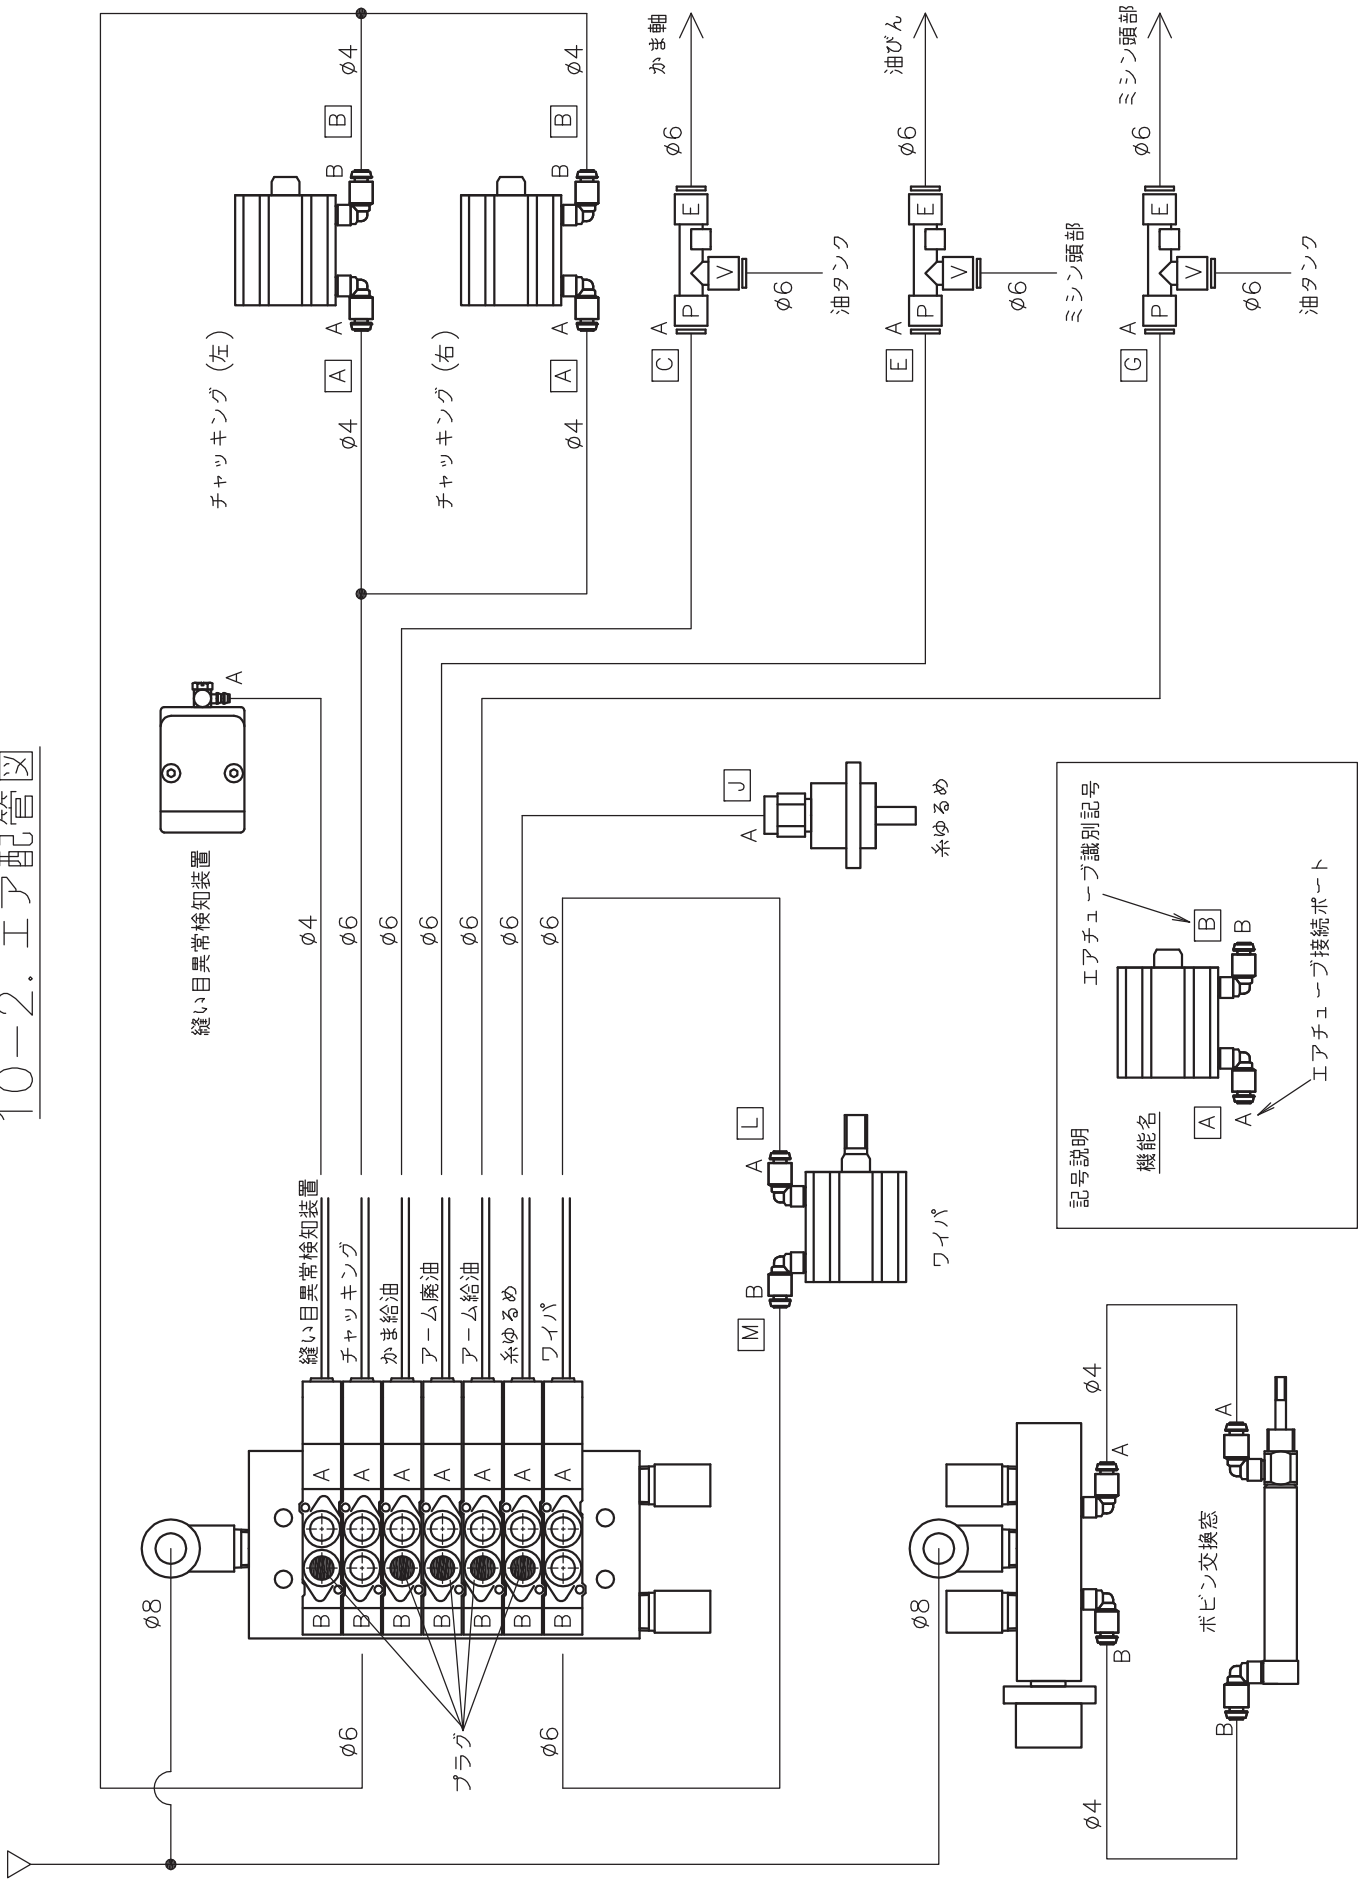 10-2. エア配管図
縫い目異常検知装置
A
チャッキング (左)
A
A
B
B
φ4
φ4
チャッキング (右)
A
A
B
B
φ4
φ4
φ8
B
A
縫い目異常検知装置
φ4
B
A
チャッキング
φ6
φ6
B
A
かま給油
φ6
B
A
アーム廃油
φ6
B
A
アーム給油
φ6
B
A
糸ゆるめ
φ6
B
A
ワイパ
φ6
φ6
プラグ
C
A
P
V
E
φ6
かま軸
φ6
油タンク
E
A
P
V
E
φ6
油びん
φ6
ミシン頭部
G
A
P
V
E
φ6
ミシン頭部
φ6
油タンク
J
A
糸ゆるめ
M
B
A
L
ワイパ
φ8
B
A
φ4
φ4
ボビン交換窓
B
A
記号説明
機能名
A
A
B
B
エアチューブ識別記号
エアチューブ接続ポート